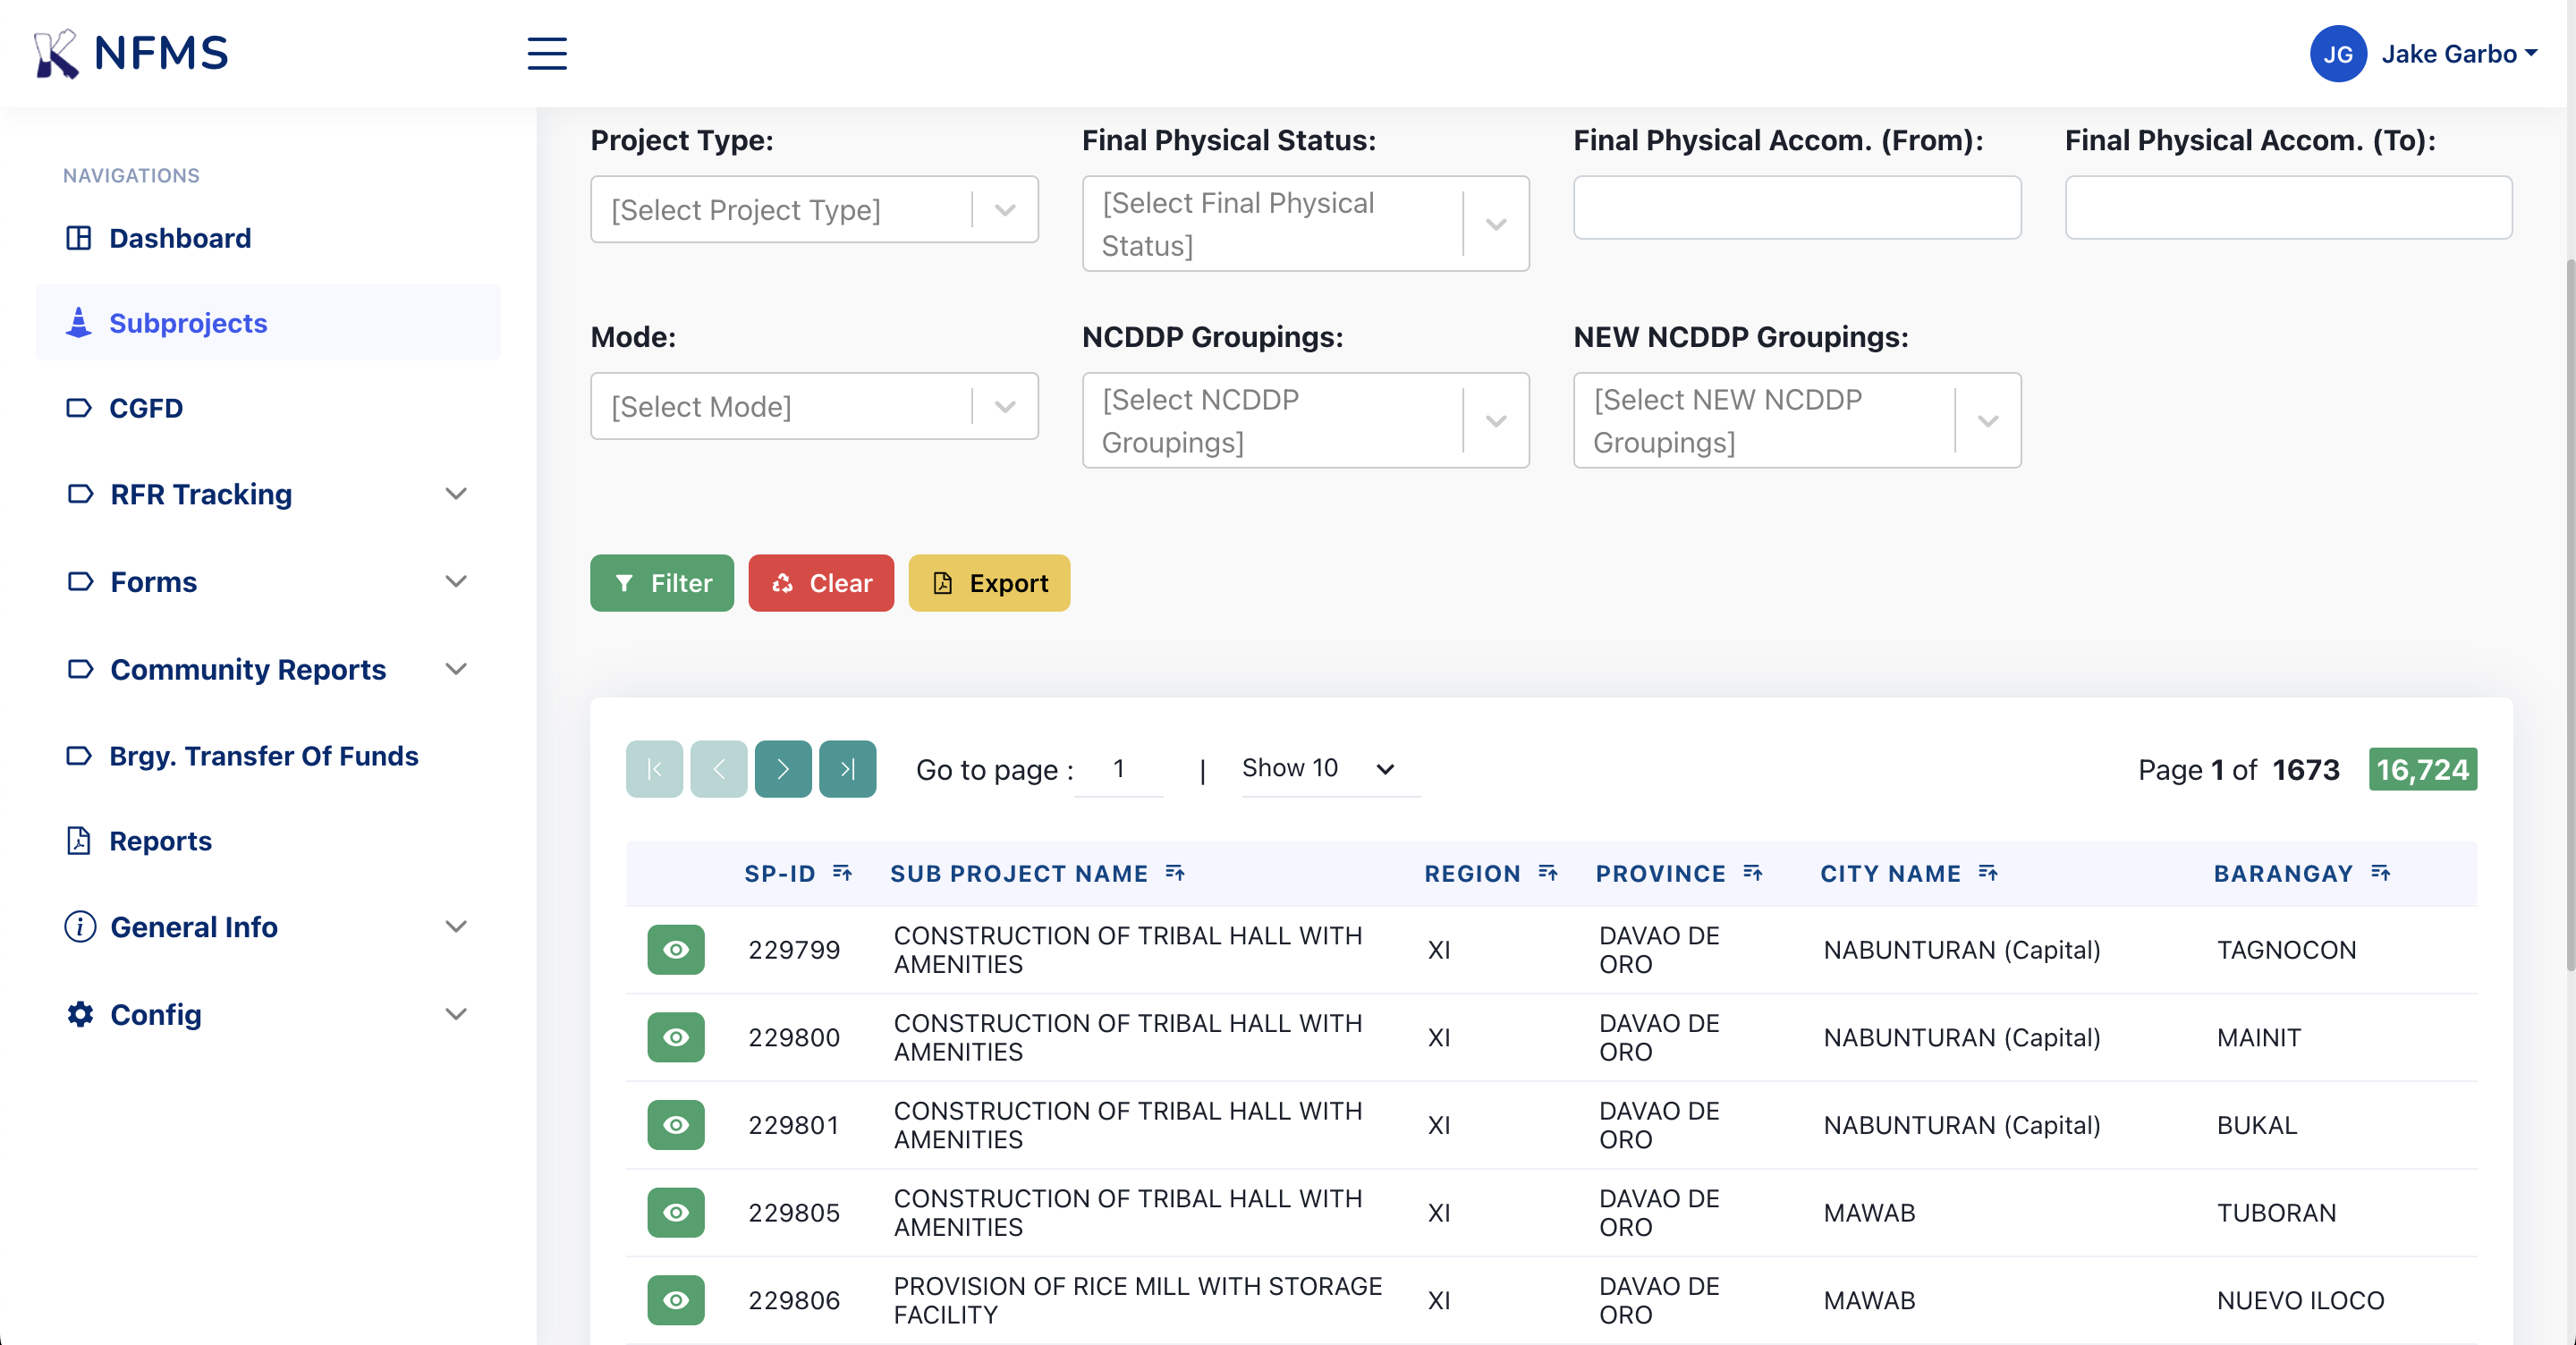 NFMS
JG Jake Garbo
NAVIGATIONS
Dashboard
Subprojects
CGFD
RFR Tracking
Forms
Community Reports
Brgy. Transfer Of Funds
Reports
General Info
Config
Project Type: Final Physical Status: Final Physical Accom. (From): Final Physical Accom. (To):
[Select Project Type] [Select Final Physical
Status]
Mode: NCDDP Groupings: NEW NCDDP Groupings:
[Select Mode] [Select NCDDP
Groupings] [Select NEW NCDDP
Groupings]
Filter Clear Export
Go to page : 1 | Show 10 Page 1 of 1673 16,724
SP-ID SUB PROJECT NAME REGION PROVINCE CITY NAME BARANGAY
229799 CONSTRUCTION OF TRIBAL HALL WITH
AMENITIES XI DAVAO DE
ORO NABUNTURAN (Capital) TAGNOCON
229800 CONSTRUCTION OF TRIBAL HALL WITH
AMENITIES XI DAVAO DE
ORO NABUNTURAN (Capital) MAINIT
229801 CONSTRUCTION OF TRIBAL HALL WITH
AMENITIES XI DAVAO DE
ORO NABUNTURAN (Capital) BUKAL
229805 CONSTRUCTION OF TRIBAL HALL WITH
AMENITIES XI DAVAO DE
ORO MAWAB TUBORAN
229806 PROVISION OF RICE MILL WITH STORAGE
FACILITY XI DAVAO DE
ORO MAWAB NUEVO ILOCO